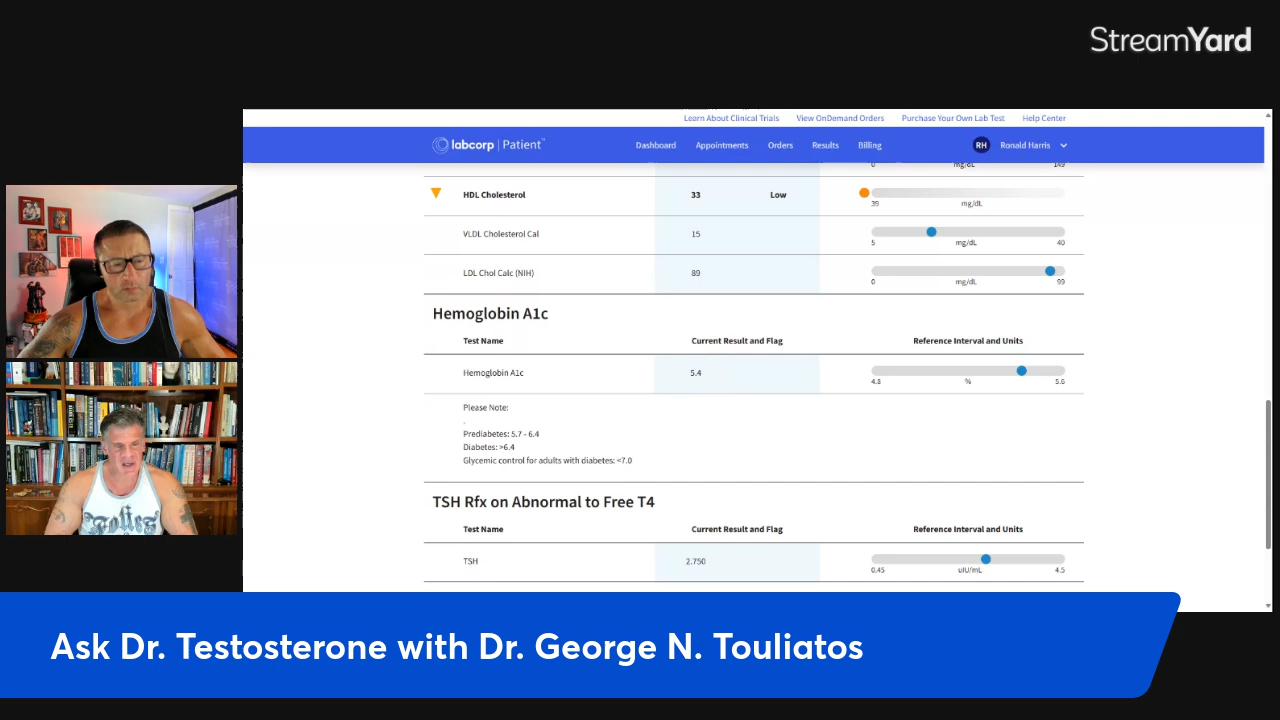 StreamYard
Learn About Clinical Trials View OnDemand Orders Purchase Your Own Lab Test Help Center
labcorp | Patient™ Dashboard Appointments Orders Results Billing RH Ronald Harris
0 mg/dL 149
HDL Cholesterol 33 Low
39 mg/dL
VLDL Cholesterol Cal 15
5 mg/dL 40
LDL Chol Calc (NIH) 89
0 mg/dL 99
Hemoglobin A1c
Test Name Current Result and Flag Reference Interval and Units
Hemoglobin A1c 5.4
4.8 % 5.6
Please Note:
.
Prediabetes: 5.7 - 6.4
Diabetes: >6.4
Glycemic control for adults with diabetes: <7.0
TSH Rfx on Abnormal to Free T4
Test Name Current Result and Flag Reference Interval and Units
TSH 2.750
0.45 uIU/mL 4.5
Ask Dr. Testosterone with Dr. George N. Touliatos